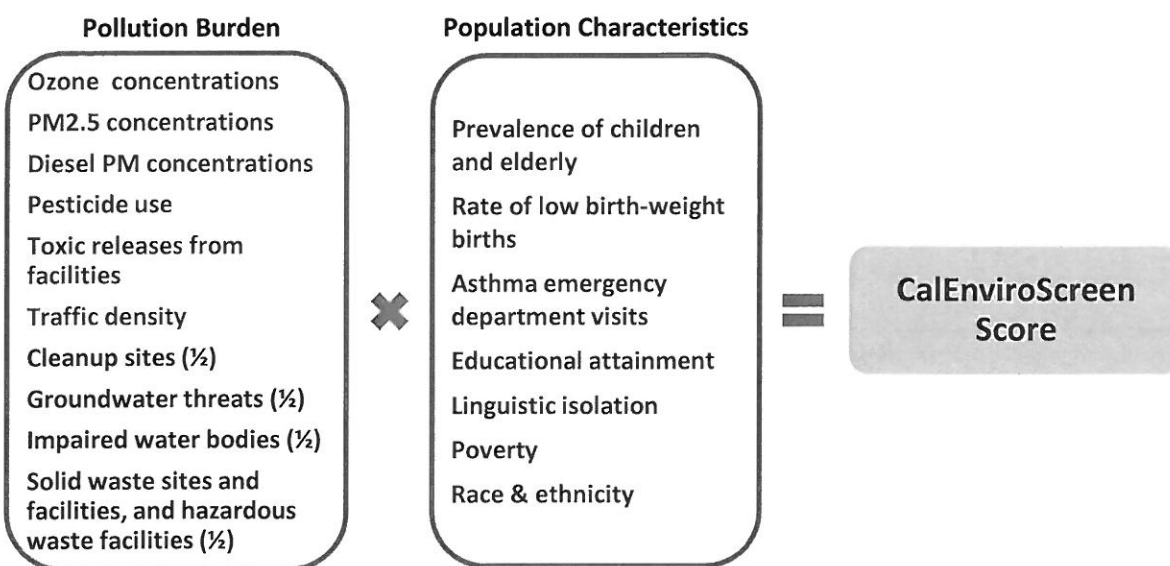 Pollution Burden
Ozone concentrations
PM2.5 concentrations
Diesel PM concentrations
Pesticide use
Toxic releases from
facilities
Traffic density
Cleanup sites (½)
Groundwater threats (½)
Impaired water bodies (½)
Solid waste sites and
facilities, and hazardous
waste facilities (½)
Population Characteristics
Prevalence of children
and elderly
Rate of low birth-weight
births
Asthma emergency
department visits
Educational attainment
Linguistic isolation
Poverty
Race & ethnicity
CalEnviroScreen
Score